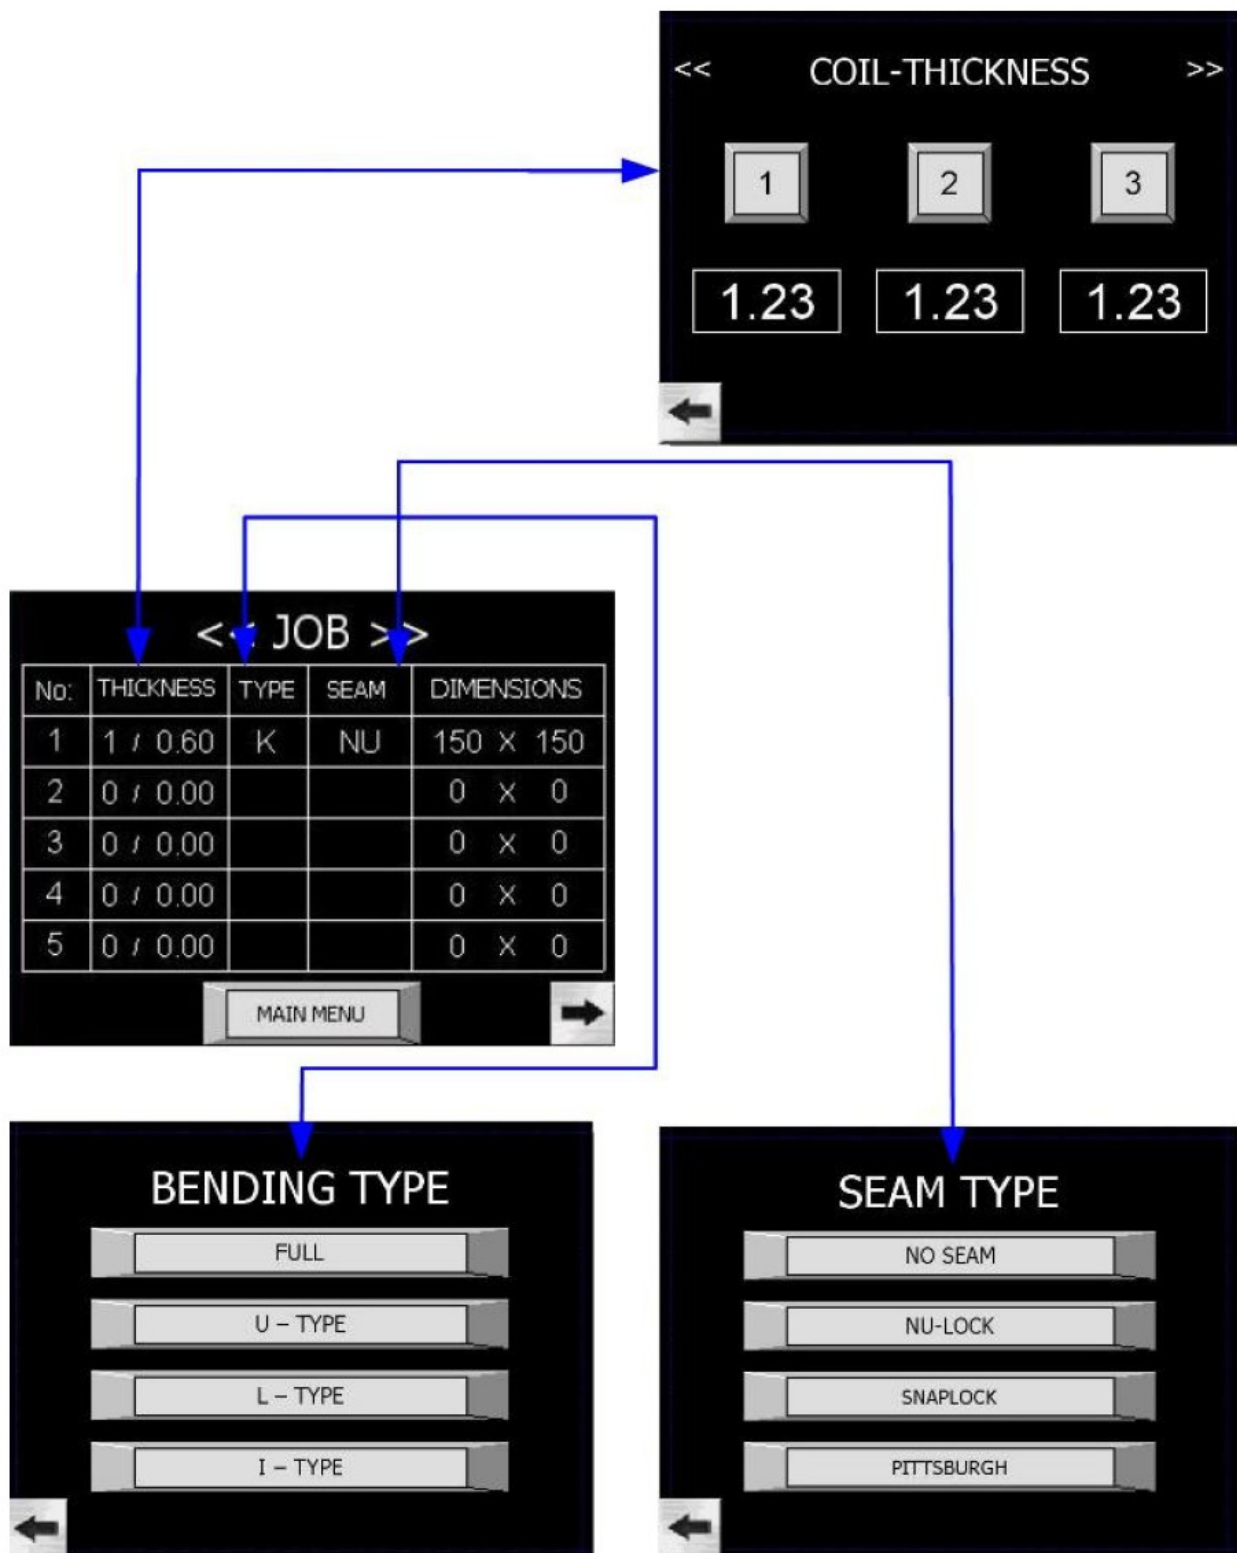 << COIL-THICKNESS >>
1 2 3
1.23 1.23 1.23
<< JOB >>
No: THICKNESS TYPE SEAM DIMENSIONS
1 1 / 0.60 K NU 150 X 150
2 0 / 0.00 0 X 0
3 0 / 0.00 0 X 0
4 0 / 0.00 0 X 0
5 0 / 0.00 0 X 0
MAIN MENU
BENDING TYPE
FULL
U – TYPE
L – TYPE
I – TYPE
SEAM TYPE
NO SEAM
NU-LOCK
SNAPLOCK
PITTSBURGH